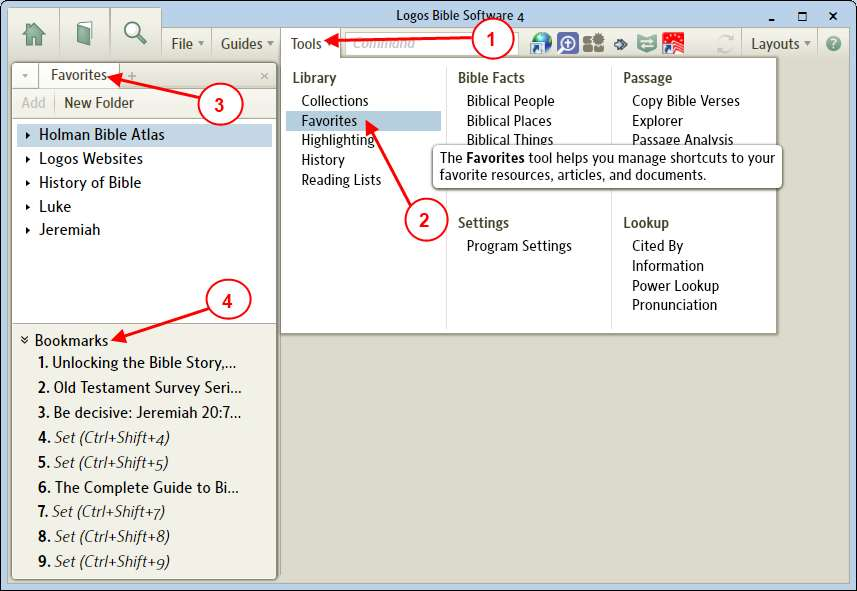 Logos Bible Software 4
File
Guides
Tools
Command
Layouts
?
1
Favorites
+
×
Add
New Folder
3
Holman Bible Atlas
Logos Websites
History of Bible
Luke
Jeremiah
Library
Collections
Favorites
Highlighting
History
Reading Lists
2
Bible Facts
Biblical People
Biblical Places
Biblical Things
Passage
Copy Bible Verses
Explorer
Passage Analysis
The Favorites tool helps you manage shortcuts to your
favorite resources, articles, and documents.
Settings
Program Settings
Lookup
Cited By
Information
Power Lookup
Pronunciation
4
Bookmarks
1. Unlocking the Bible Story,...
2. Old Testament Survey Seri...
3. Be decisive: Jeremiah 20:7...
4. Set (Ctrl+Shift+4)
5. Set (Ctrl+Shift+5)
6. The Complete Guide to Bi...
7. Set (Ctrl+Shift+7)
8. Set (Ctrl+Shift+8)
9. Set (Ctrl+Shift+9)